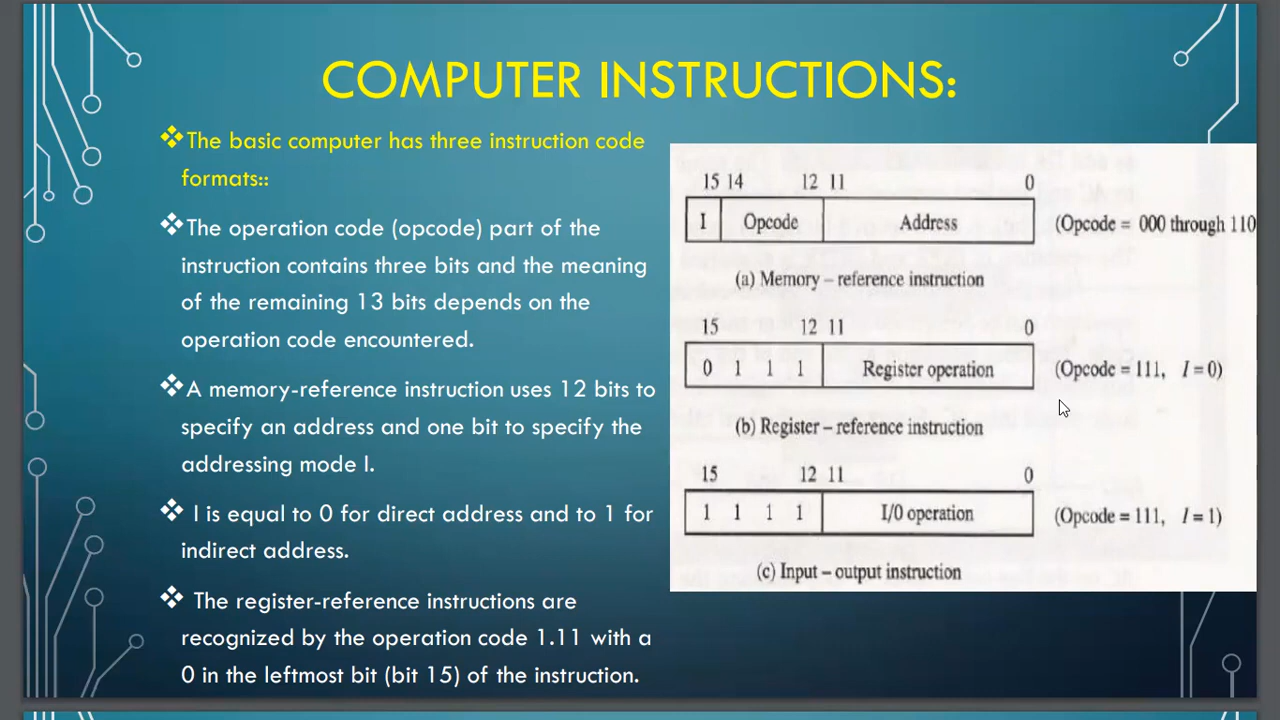 COMPUTER INSTRUCTIONS:
❖The basic computer has three instruction code
formats::
❖The operation code (opcode) part of the
instruction contains three bits and the meaning
of the remaining 13 bits depends on the
operation code encountered.
❖A memory-reference instruction uses 12 bits to
specify an address and one bit to specify the
addressing mode I.
❖ I is equal to 0 for direct address and to 1 for
indirect address.
❖ The register-reference instructions are
recognized by the operation code 1.11 with a
0 in the leftmost bit (bit 15) of the instruction.
15 14 12 11 0
I Opcode Address (Opcode = 000 through 110
(a) Memory – reference instruction
15 12 11 0
0 1 1 1 Register operation (Opcode = 111, I = 0)
(b) Register – reference instruction
15 12 11 0
1 1 1 1 I/0 operation (Opcode = 111, I = 1)
(c) Input – output instruction